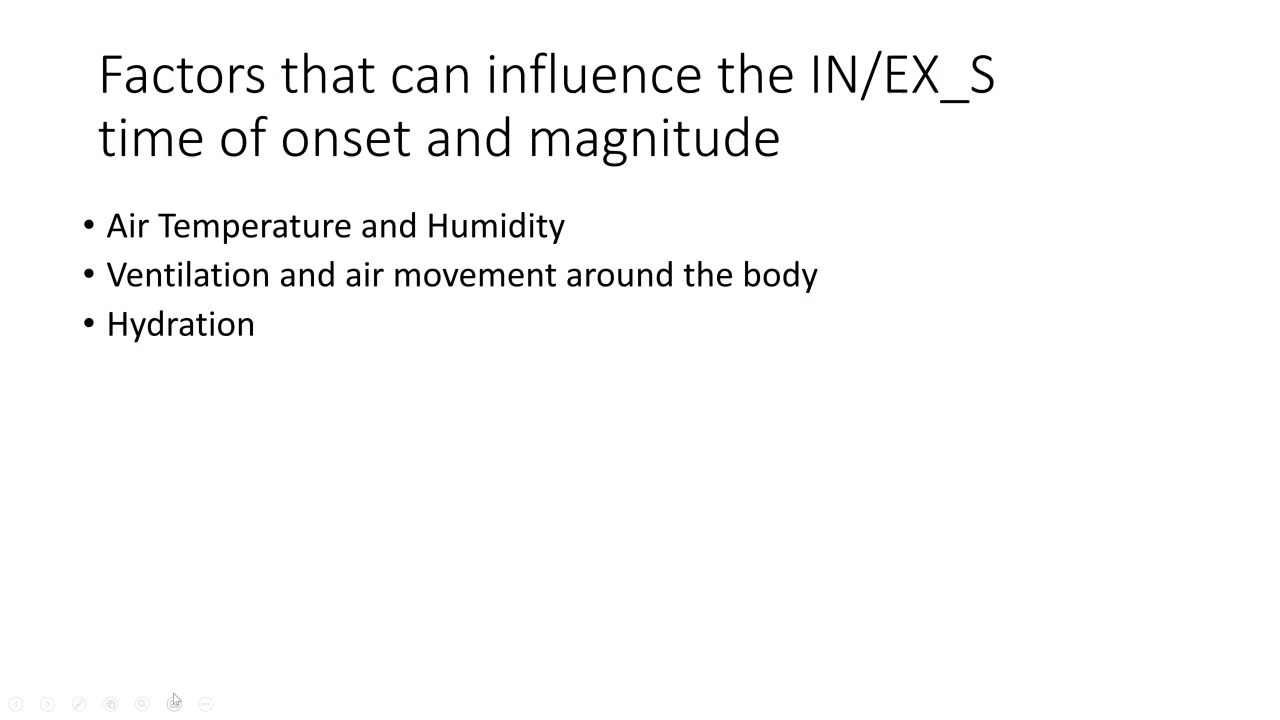 Factors that can influence the IN/EX_S
time of onset and magnitude
• Air Temperature and Humidity
• Ventilation and air movement around the body
• Hydration